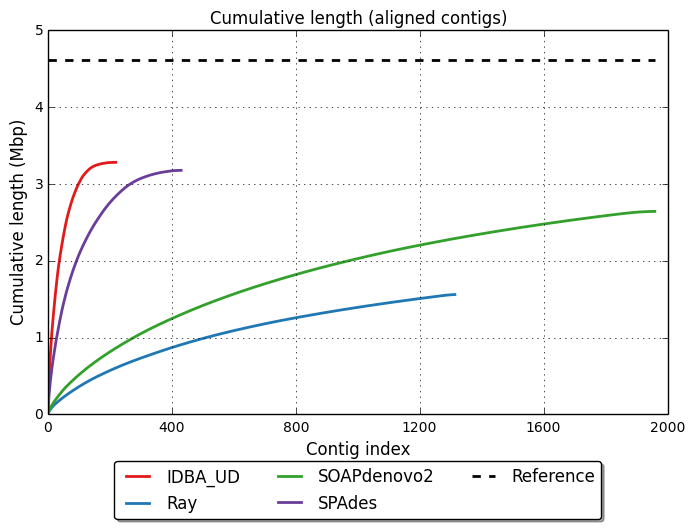 Cumulative length (aligned contigs)
5
4
3
2
1
0
Cumulative length (Mbp)
0 400 800 1200 1600 2000
Contig index
IDBA_UD SOAPdenovo2 Reference
Ray SPAdes